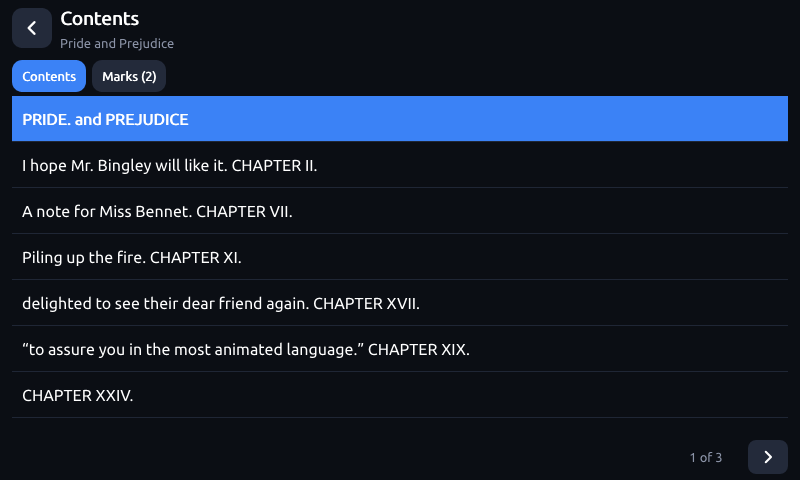 Contents
Pride and Prejudice
Contents
Marks (2)
PRIDE. and PREJUDICE
I hope Mr. Bingley will like it. CHAPTER II.
A note for Miss Bennet. CHAPTER VII.
Piling up the fire. CHAPTER XI.
delighted to see their dear friend again. CHAPTER XVII.
“to assure you in the most animated language.” CHAPTER XIX.
CHAPTER XXIV.
1 of 3